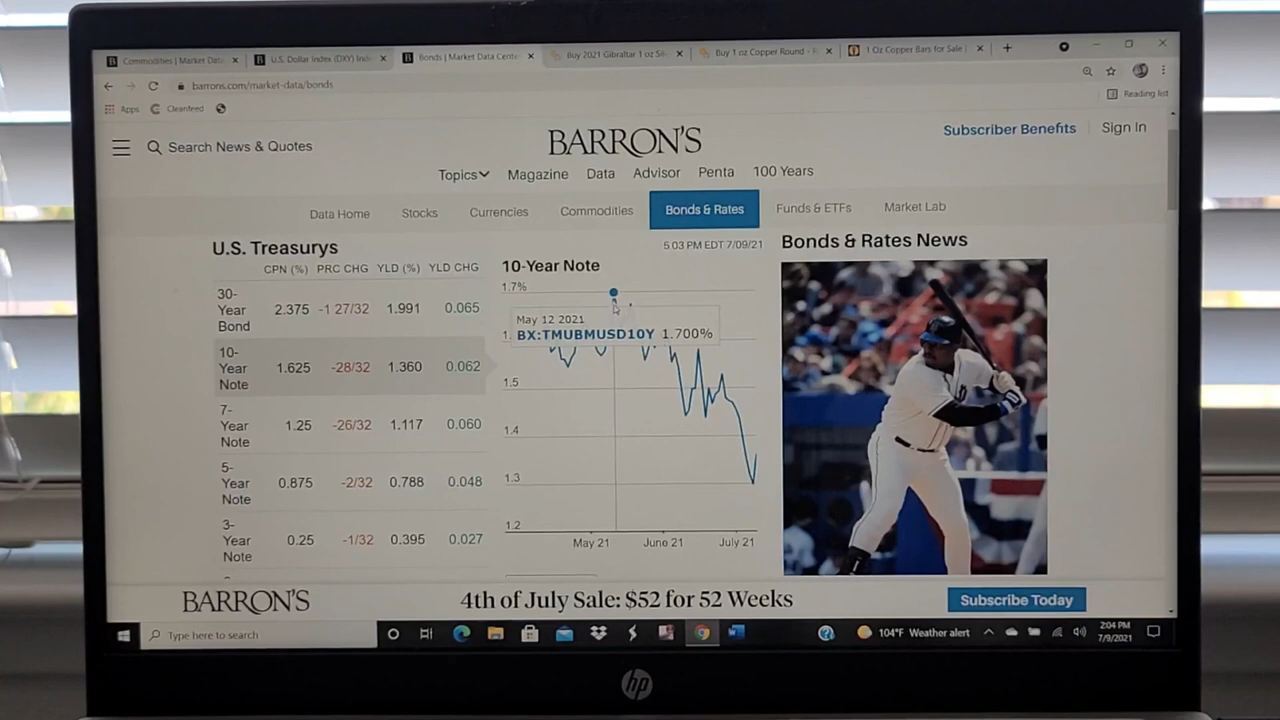 Commodities | Market Data
U.S. Dollar Index (DXY) Ind
Bonds | Market Data Cente
Buy 2021 Gibraltar 1 oz Sil
Buy 1 oz Copper Round -
1 Oz Copper Bars for Sale |
barrons.com/market-data/bonds
Apps Cleanfeed
Reading list
Search News & Quotes
BARRON'S
Subscriber Benefits
Sign In
Topics Magazine Data Advisor Penta 100 Years
Data Home Stocks Currencies Commodities Bonds & Rates Funds & ETFs Market Lab
U.S. Treasurys
5:03 PM EDT 7/09/21
CPN (%) PRC CHG YLD (%) YLD CHG
30-
Year
Bond
2.375 -1 27/32 1.991 0.065
10-
Year
Note
1.625 -28/32 1.360 0.062
7-
Year
Note
1.25 -26/32 1.117 0.060
5-
Year
Note
0.875 -2/32 0.788 0.048
3-
Year
Note
0.25 -1/32 0.395 0.027
10-Year Note
1.7%
May 12 2021
BX:TMUBMUSD10Y 1.700%
1.5
1.4
1.3
1.2
May 21 June 21 July 21
Bonds & Rates News
BARRON'S
4th of July Sale: $52 for 52 Weeks
Subscribe Today
Type here to search
104°F Weather alert
2:04 PM
7/9/2021
hp